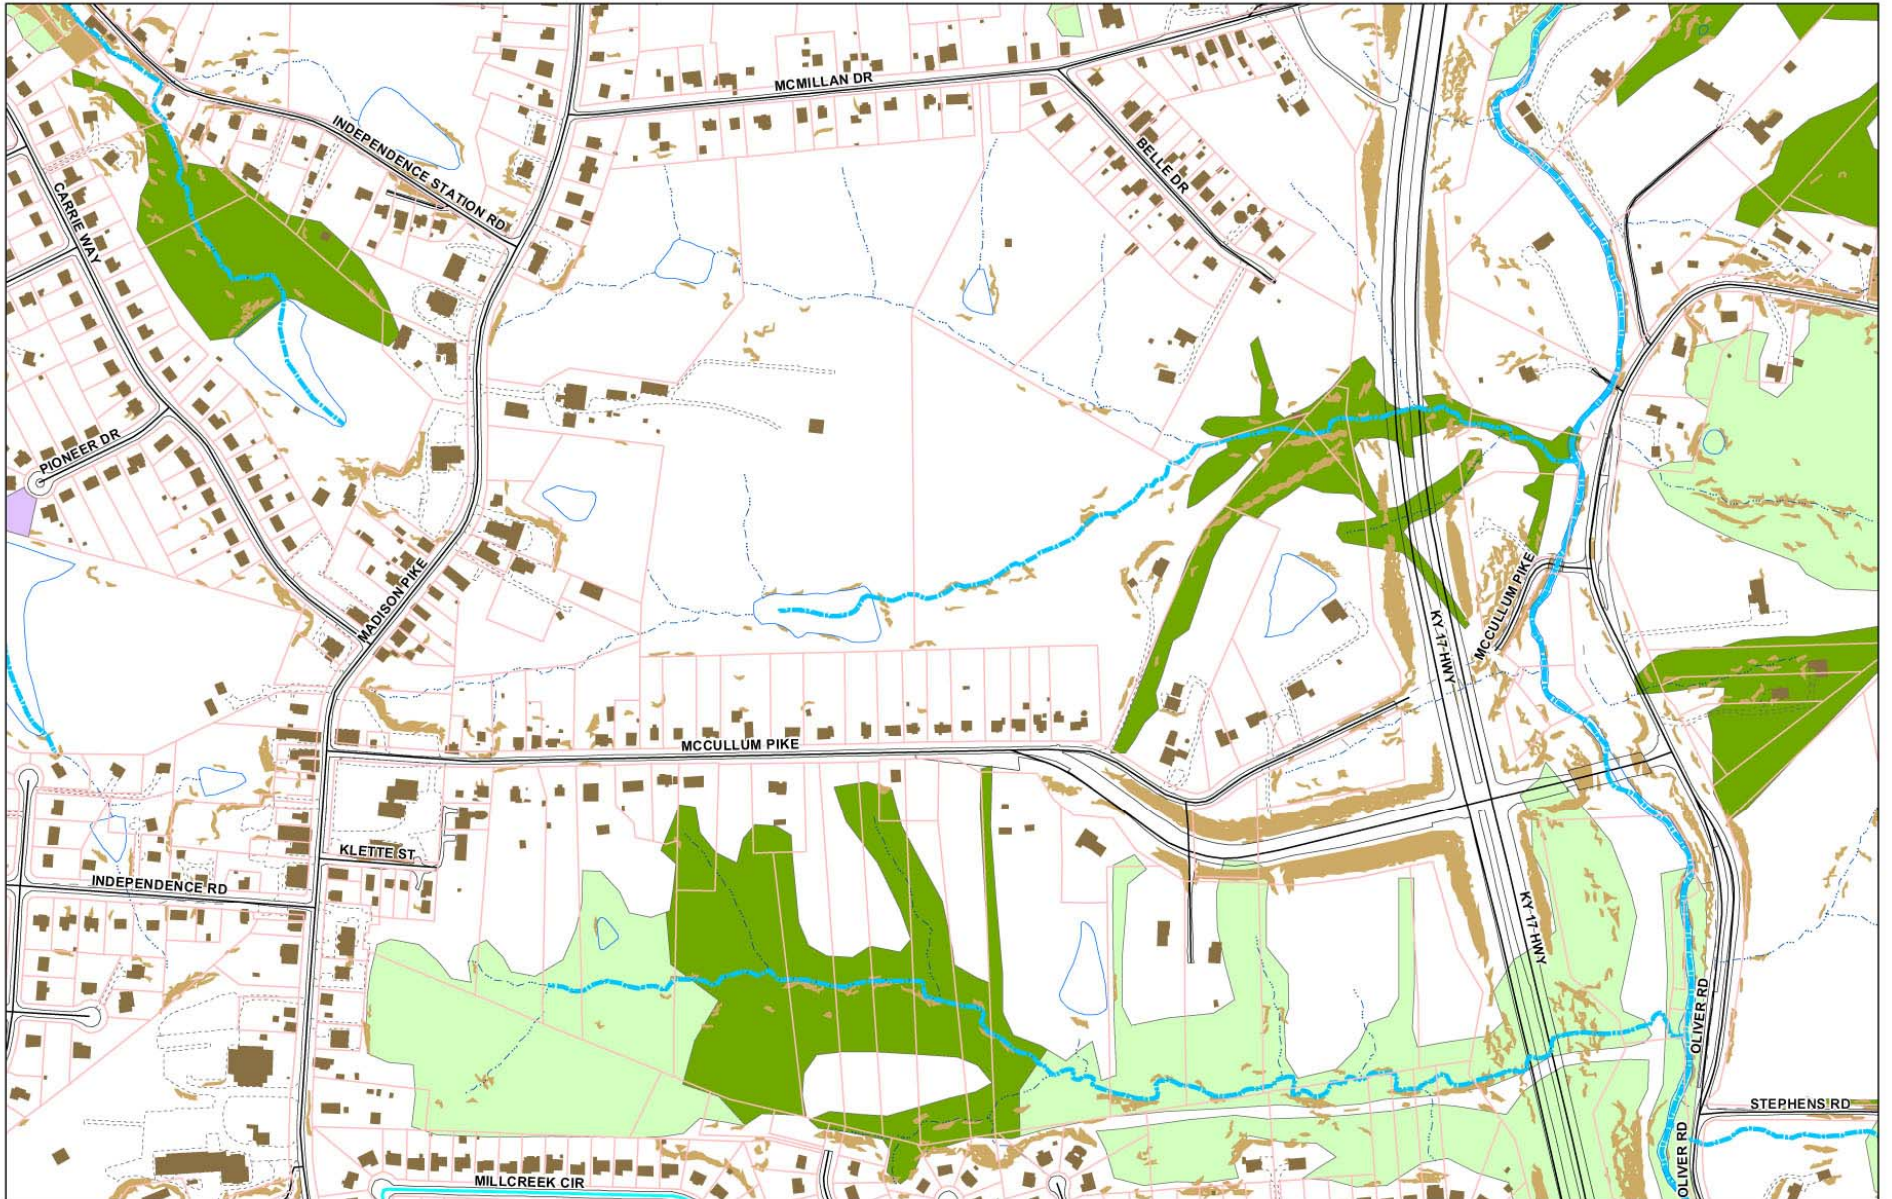 MCMILLAN DR
INDEPENDENCE STATION RD
BELLE DR
CARRIE WAY
PIONEER DR
MADISON PIKE
MCCULLUM PIKE
KY 17 HWY
MCCULLUM PIKE
KLETTE ST
INDEPENDENCE RD
KY 17 HWY
OLIVER RD
STEPHENS RD
OLIVER RD
MILLCREEK CIR